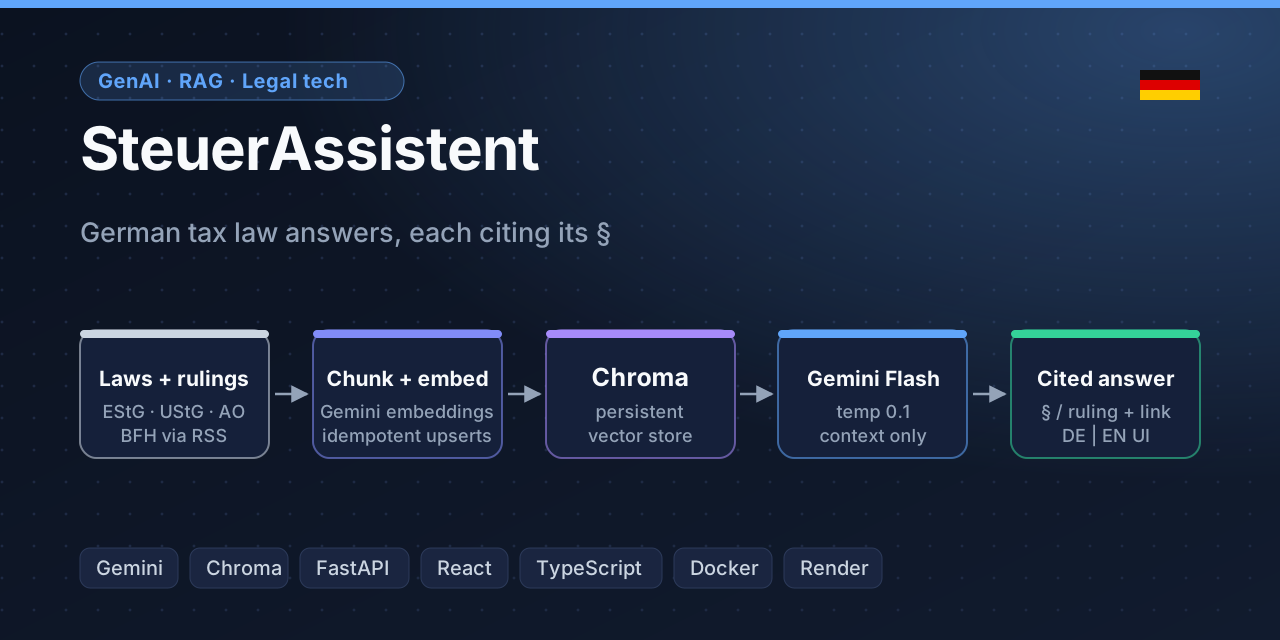 GenAI · RAG · Legal tech
SteuerAssistent
German tax law answers, each citing its §
Laws + rulings
EStG · UStG · AO
BFH via RSS
Chunk + embed
Gemini embeddings
idempotent upserts
Chroma
persistent
vector store
Gemini Flash
temp 0.1
context only
Cited answer
§ / ruling + link
DE | EN UI
Gemini
Chroma
FastAPI
React
TypeScript
Docker
Render